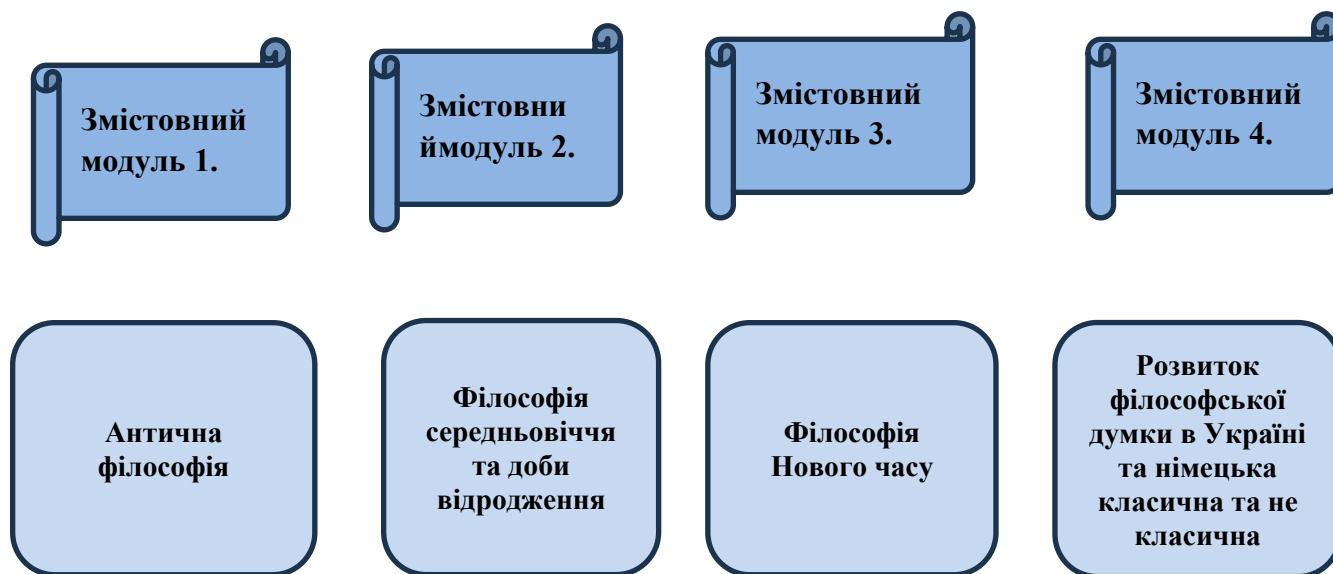 Змістовний
модуль 1.
Змістовни
ймодуль 2.
Змістовний
модуль 3.
Змістовний
модуль 4.
Антична
філософія
Філософія
середньовіччя
та доби
відродження
Філософія
Нового часу
Розвиток
філософської
думки в Україні
та німецька
класична та не
класична